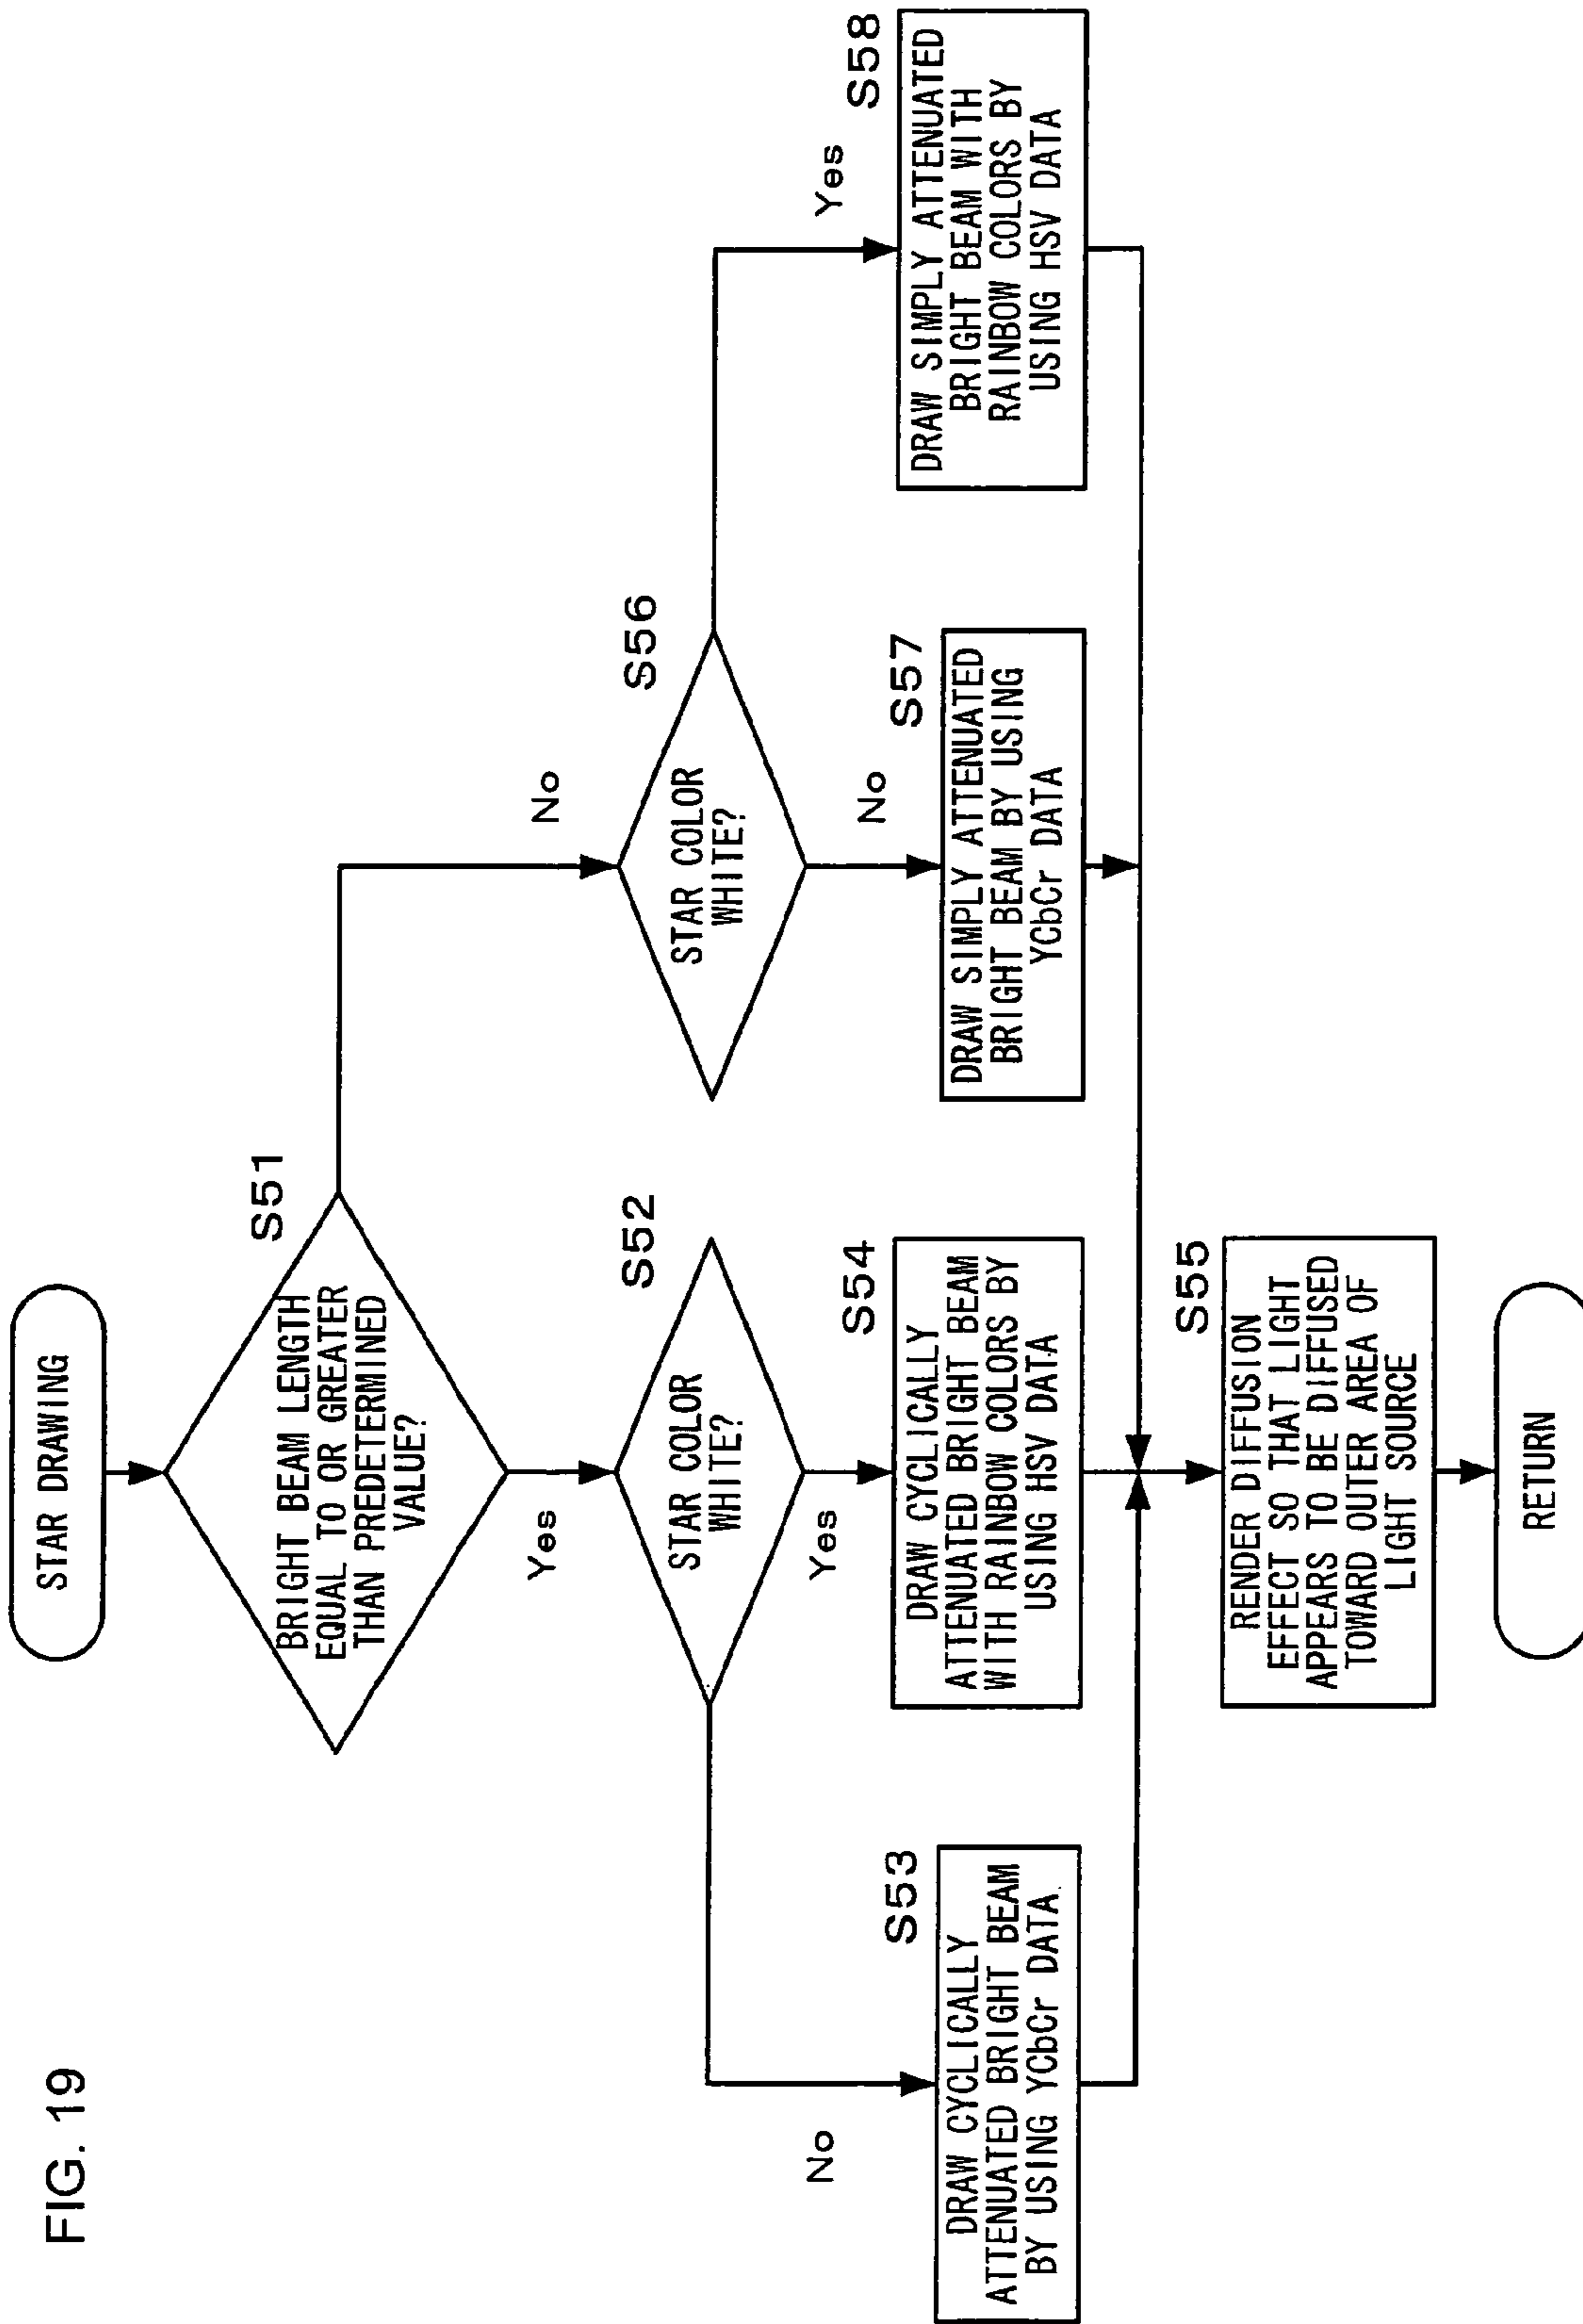 FIG. 19
STAR DRAWING
S51
BRIGHT BEAM LENGTH
EQUAL TO OR GREATER
THAN PREDETERMINED
VALUE?
Yes
No
S52
STAR COLOR
WHITE?
No
Yes
S56
STAR COLOR
WHITE?
No
Yes
S53
DRAW CYCLICALLY
ATTENUATED BRIGHT BEAM
BY USING YCbCr DATA
S54
DRAW CYCLICALLY
ATTENUATED BRIGHT BEAM
WITH RAINBOW COLORS BY
USING HSV DATA
S57
DRAW SIMPLY ATTENUATED
BRIGHT BEAM BY USING
YCbCr DATA
S58
DRAW SIMPLY ATTENUATED
BRIGHT BEAM WITH
RAINBOW COLORS BY
USING HSV DATA
S55
RENDER DIFFUSION
EFFECT SO THAT LIGHT
APPEARS TO BE DIFFUSED
TOWARD OUTER AREA OF
LIGHT SOURCE
RETURN